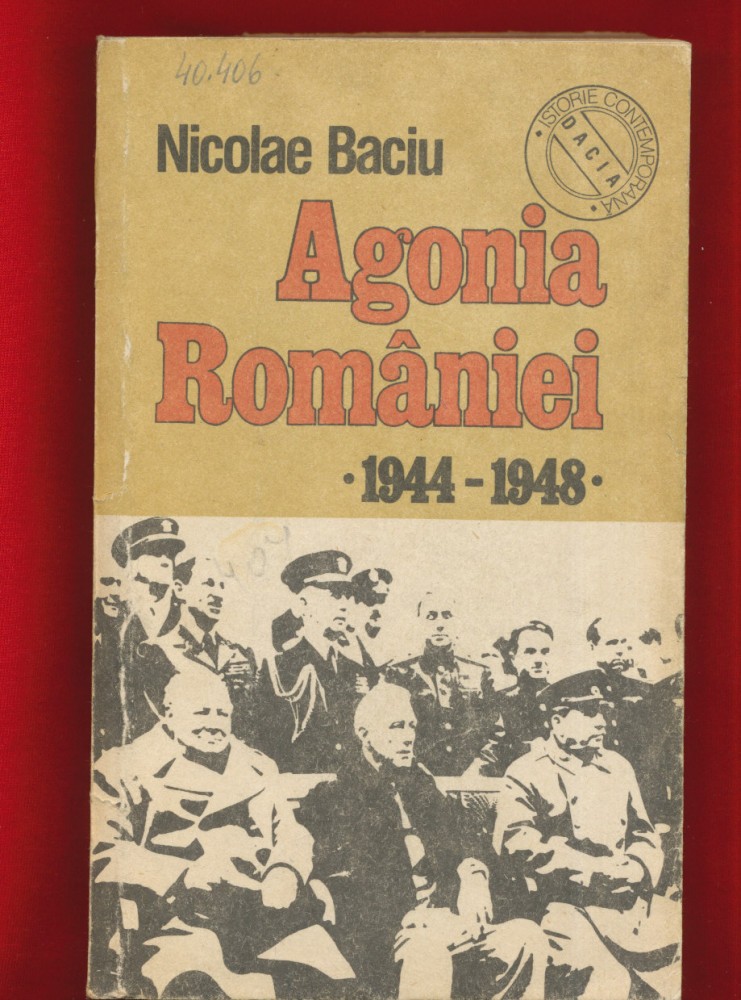 40.406
Nicolae Baciu
• ISTORIE CONTEMPORANĂ •
DACIA
Agonia
României
• 1944 - 1948 •